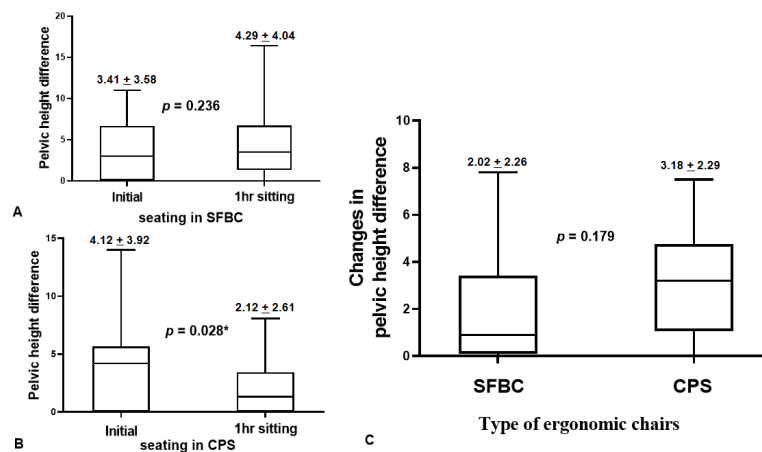 20
15
10
5
0
Pelvic height difference
3.41 ± 3.58
4.29 ± 4.04
p = 0.236
Initial
1hr sitting
seating in SFBC
A
15
10
5
0
Pelvic height difference
4.12 ± 3.92
2.12 ± 2.61
p = 0.028*
Initial
1hr sitting
seating in CPS
B
10
8
6
4
2
0
Changes in
pelvic height difference
2.02 ± 2.26
3.18 ± 2.29
p = 0.179
SFBC
CPS
Type of ergonomic chairs
C